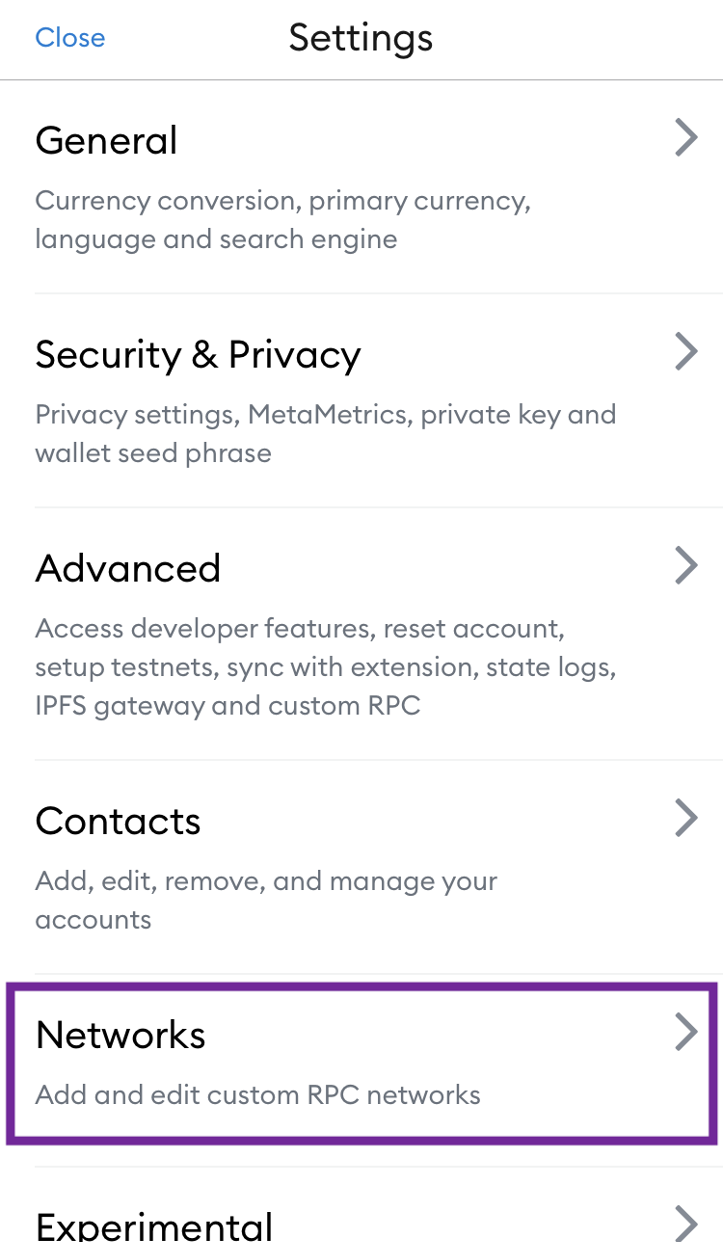 Close
Settings
General
Currency conversion, primary currency,
language and search engine
Security & Privacy
Privacy settings, MetaMetrics, private key and
wallet seed phrase
Advanced
Access developer features, reset account,
setup testnets, sync with extension, state logs,
IPFS gateway and custom RPC
Contacts
Add, edit, remove, and manage your
accounts
Networks
Add and edit custom RPC networks
Experimental